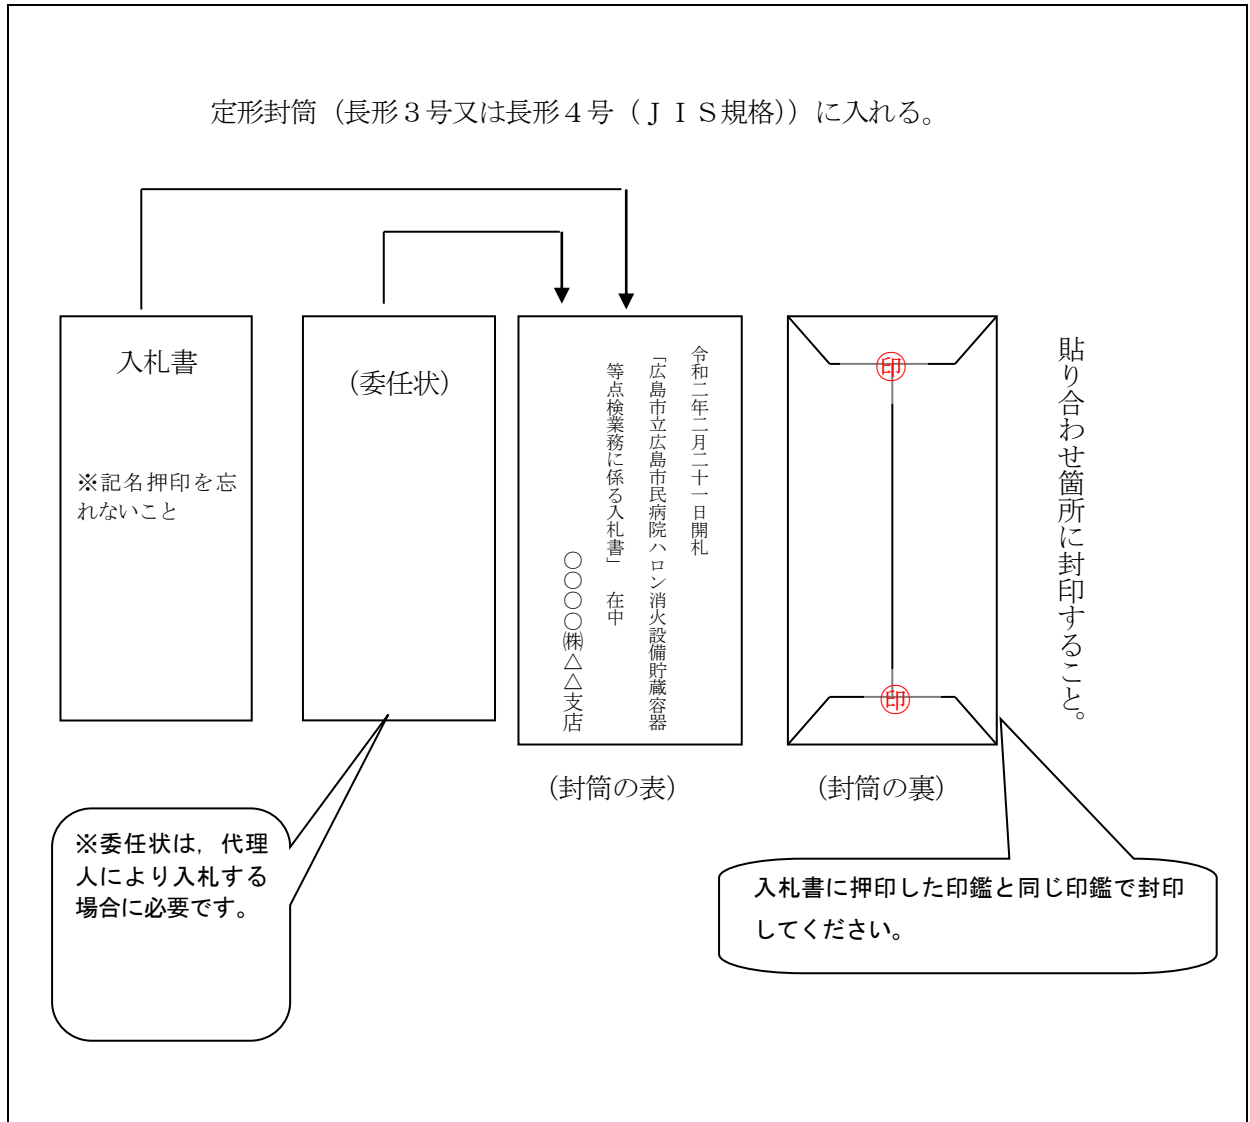 定形封筒（長形３号又は長形４号（ＪＩＳ規格））に入れる。
入札書
※記名押印を忘
れないこと
（委任状）
令和二年二月二十一日開札
「広島市立広島市民病院ハロン消火設備貯蔵容器
等点検業務に係る入札書」　在中
〇〇〇〇㈱△△支店
印
印
貼り合わせ箇所に封印すること。
（封筒の表）
（封筒の裏）
※委任状は，代理
人により入札する
場合に必要です。
入札書に押印した印鑑と同じ印鑑で封印
してください。